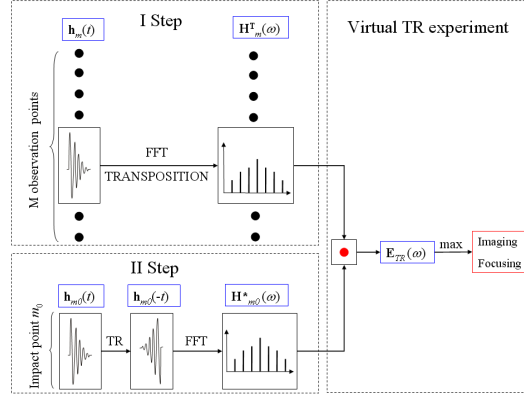 I Step
Virtual TR experiment
h_m(t)
H^T_m(ω)
M observation points
FFT
TRANSPOSITION
E_TR(ω)
max
Imaging
Focusing
II Step
h_m0(t)
h_m0(-t)
H*_m0(ω)
Impact point m_0
TR
FFT